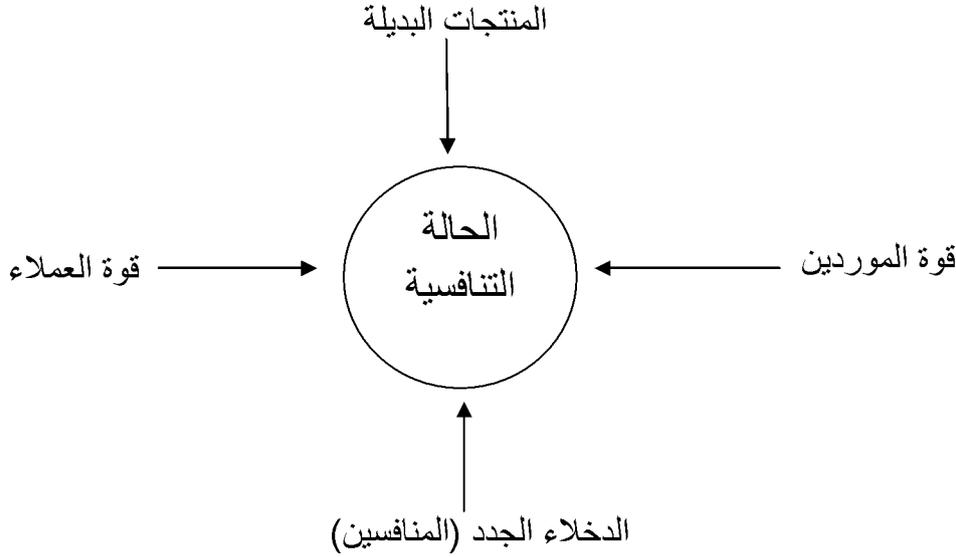 المنتجات البديلة
الحالة
التنافسية
قوة الموردين
قوة العملاء
الدخلاء الجدد (المنافسين)